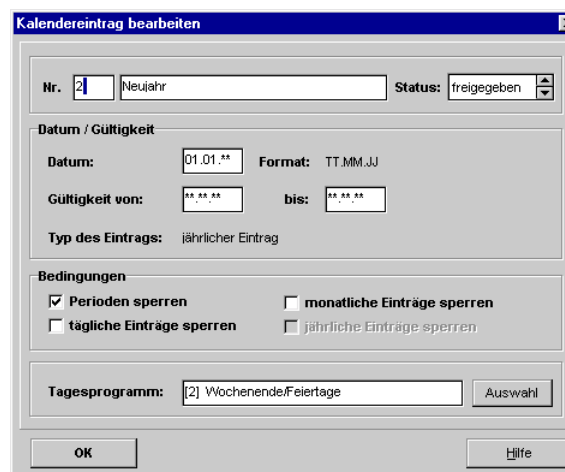 Kalendereintrag bearbeiten
Nr. 2 Neujahr Status: freigegeben
Datum / Gültigkeit
Datum: 01.01.** Format: TT.MM.JJ
Gültigkeit von: **.**.** bis: **.**.**
Typ des Eintrags: jährlicher Eintrag
Bedingungen
Perioden sperren monatliche Einträge sperren
tägliche Einträge sperren jährliche Einträge sperren
Tagesprogramm: [2] Wochenende/Feiertage Auswahl
OK Hilfe